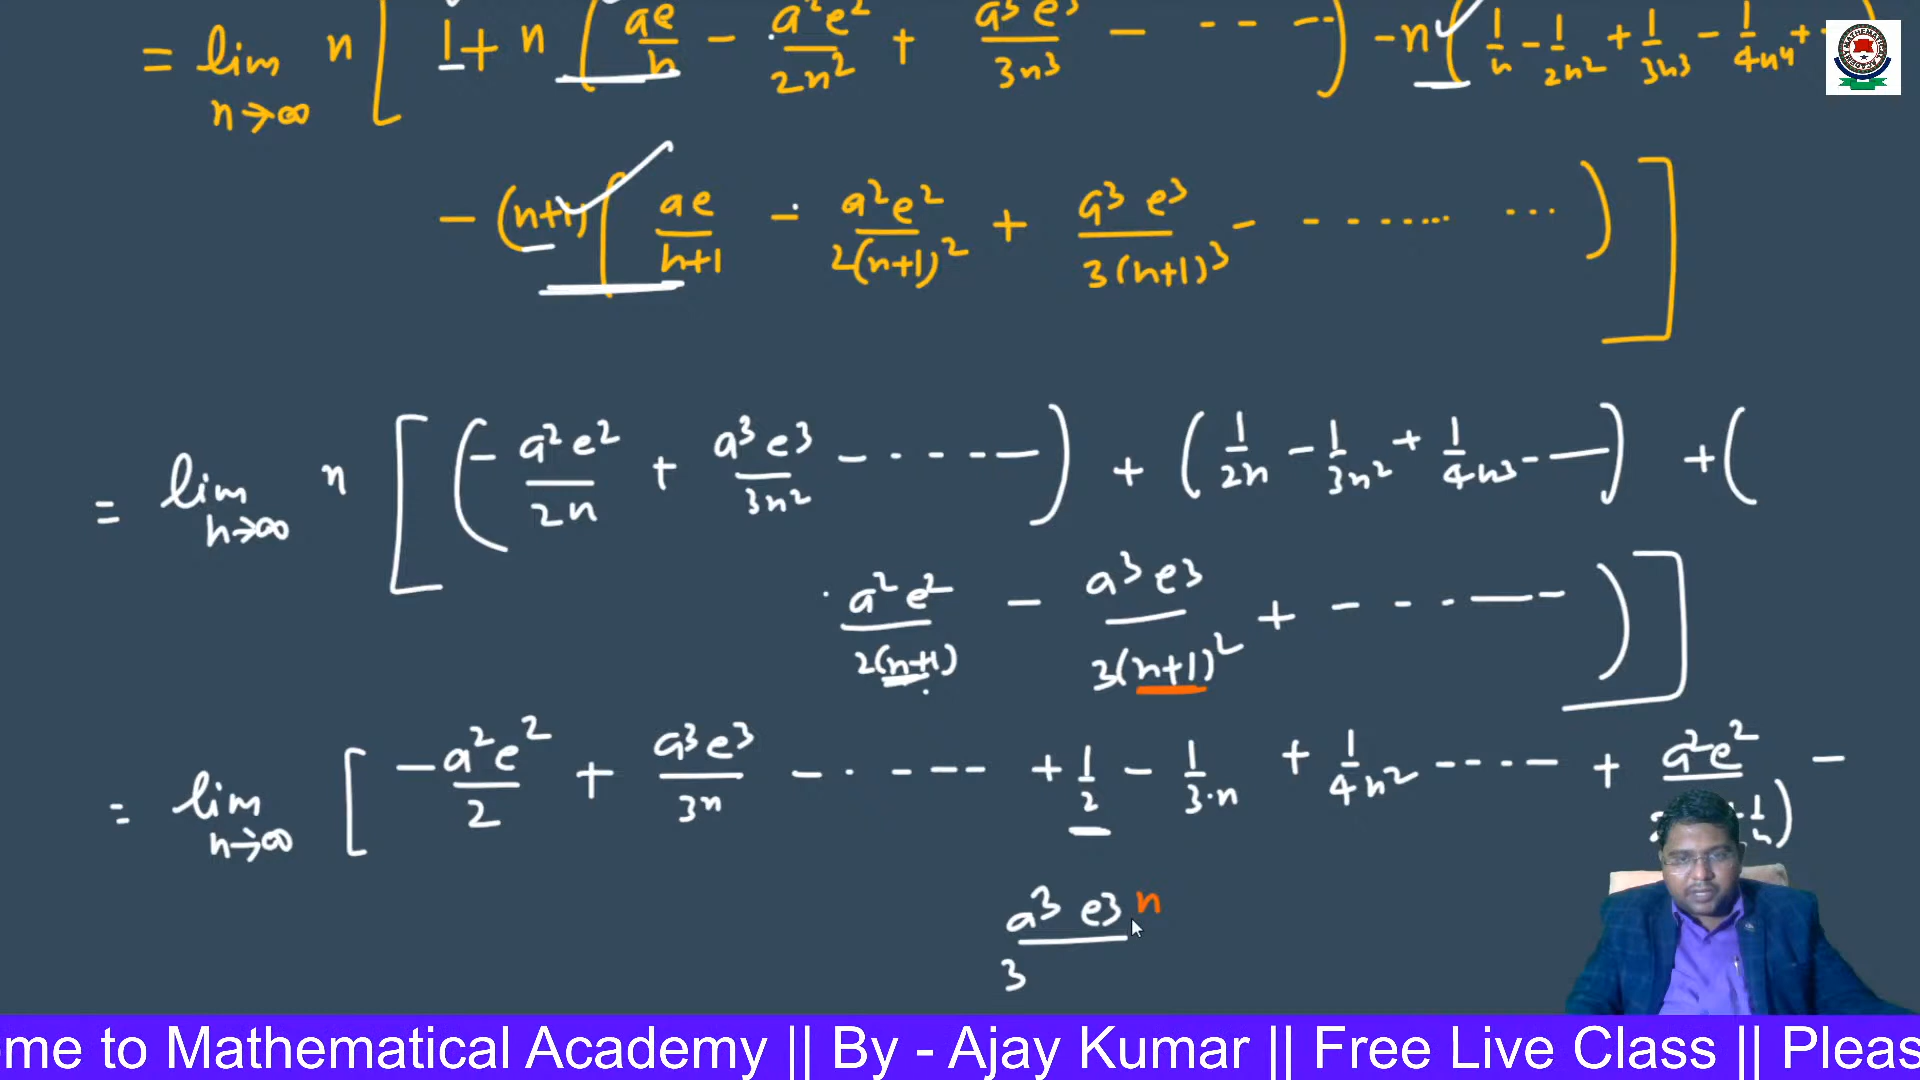 = lim n→∞ n [ 1 + n ( ae/n − a²e²/2n² + a³e³/3n³ − - - - -- ) − n ( 1/n − 1/2n² + 1/3n³ − 1/4n⁴ + ·
− (n+1) ( ae/n+1 − a²e²/2(n+1)² + a³e³/3(n+1)³ − - - - - ..... ... ) ]
= lim n→∞ n [ ( − a²e²/2n + a³e³/3n² − - - - - — ) + ( 1/2n − 1/3n² + 1/4n³ - - — ) + (
a²e²/2(n+1) − a³e³/3(n+1)² + - - - — - ) ]
= lim n→∞ [ −a²e²/2 + a³e³/3n − - - - - + 1/2 − 1/3·n + 1/4n² - - - - — + a²e²/ 1/n) −
a³e³n/3
ome to Mathematical Academy || By - Ajay Kumar || Free Live Class || Pleas